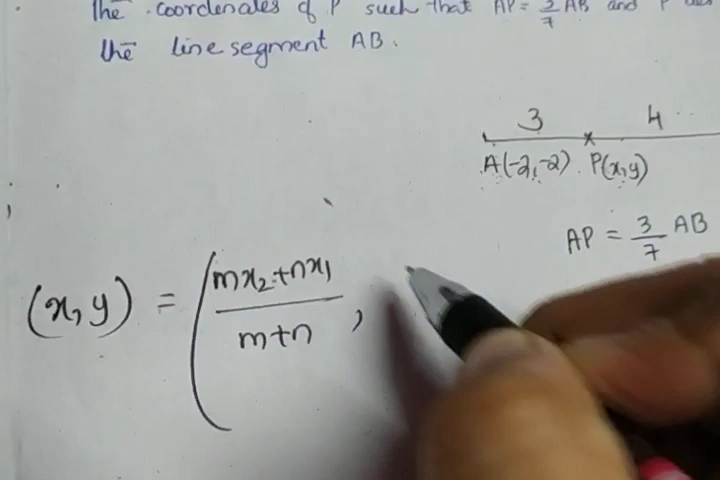 The coordenates of P such that AP = 3/7 AB and P
the line segment AB.
3 4
A(-2,-2) P(x,y)
AP = 3/7 AB
(x,y) = (mx₂+nx₁/m+n ,